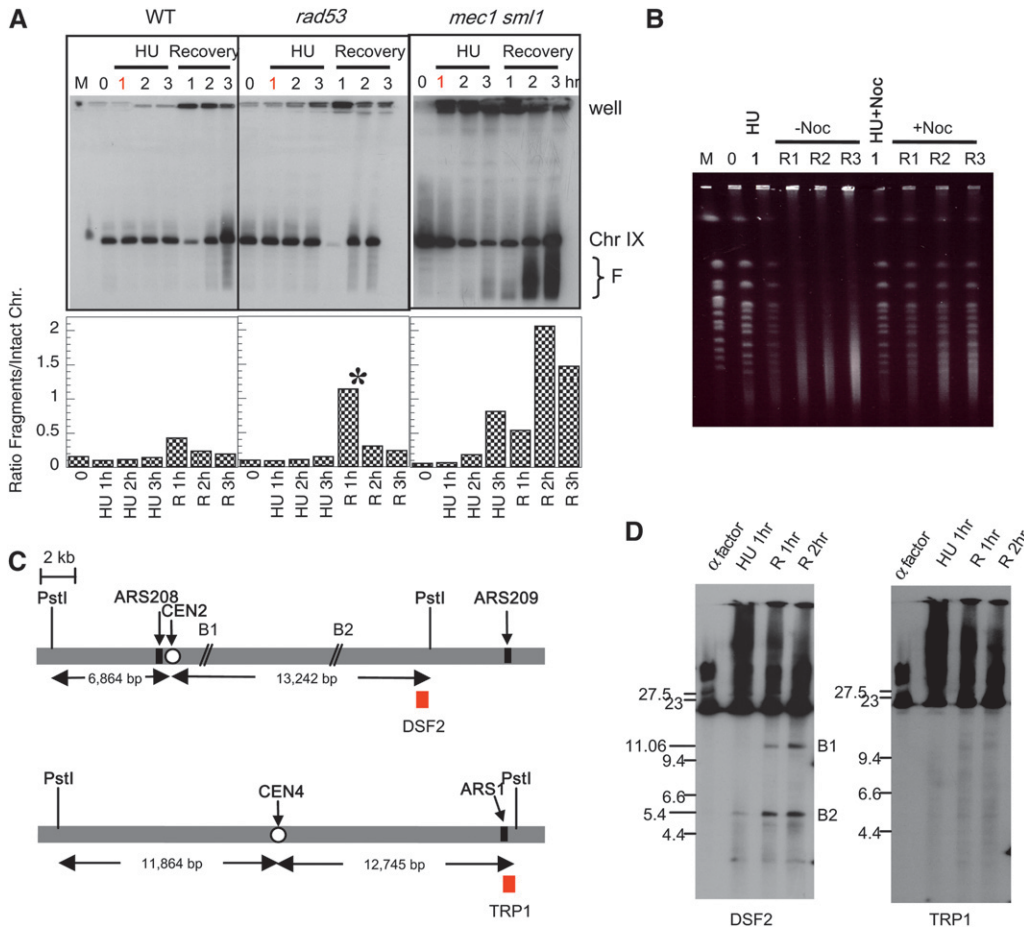 A
WT
rad53
mec1 sml1
HU Recovery
HU Recovery
HU Recovery
M 0 1 2 3 1 2 3
0 1 2 3 1 2 3
0 1 2 3 1 2 3 hr
well
Chr IX
F
Ratio Fragments/Intact Chr.
2
1.5
1
0.5
0
*
0 HU 1h HU 2h HU 3h R 1h R 2h R 3h
0 HU 1h HU 2h HU 3h R 1h R 2h R 3h
0 HU 1h HU 2h HU 3h R 1h R 2h R 3h
B
HU -Noc HU+Noc +Noc
M 0 1 R1 R2 R3 1 R1 R2 R3
C
2 kb
PstI ARS208 CEN2 B1 B2 PstI ARS209
6,864 bp 13,242 bp
DSF2
PstI CEN4 ARS1 PstI
11,864 bp 12,745 bp
TRP1
D
α factor HU 1hr R 1hr R 2hr
27.5
23
11.06
9.4
6.6
5.4
4.4
B1
B2
DSF2
α factor HU 1hr R 1hr R 2hr
27.5
23
9.4
6.6
4.4
TRP1